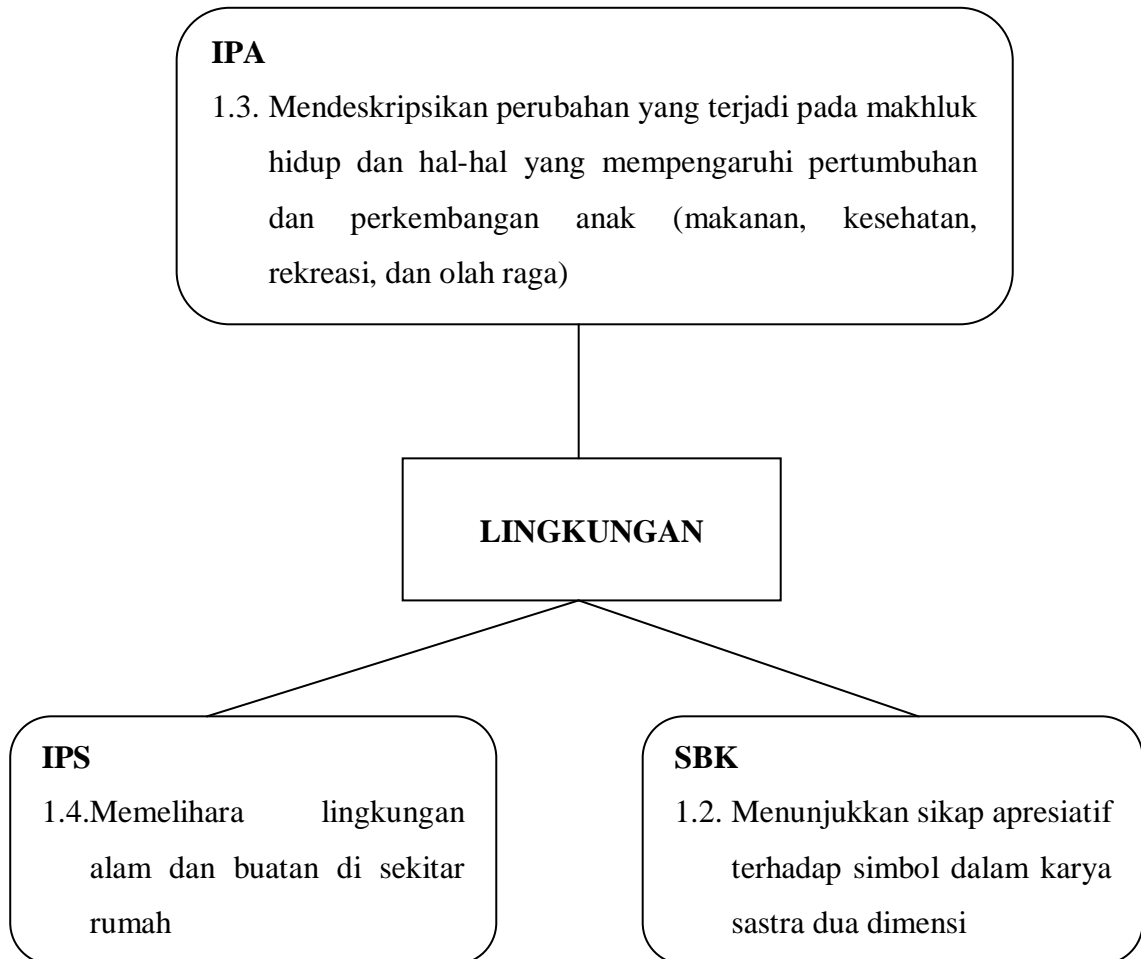 IPA
1.3. Mendeskripsikan perubahan yang terjadi pada makhluk
hidup dan hal-hal yang mempengaruhi pertumbuhan
dan perkembangan anak (makanan, kesehatan,
rekreasi, dan olah raga)
LINGKUNGAN
IPS
1.4.Memelihara lingkungan
alam dan buatan di sekitar
rumah
SBK
1.2. Menunjukkan sikap apresiatif
terhadap simbol dalam karya
sastra dua dimensi